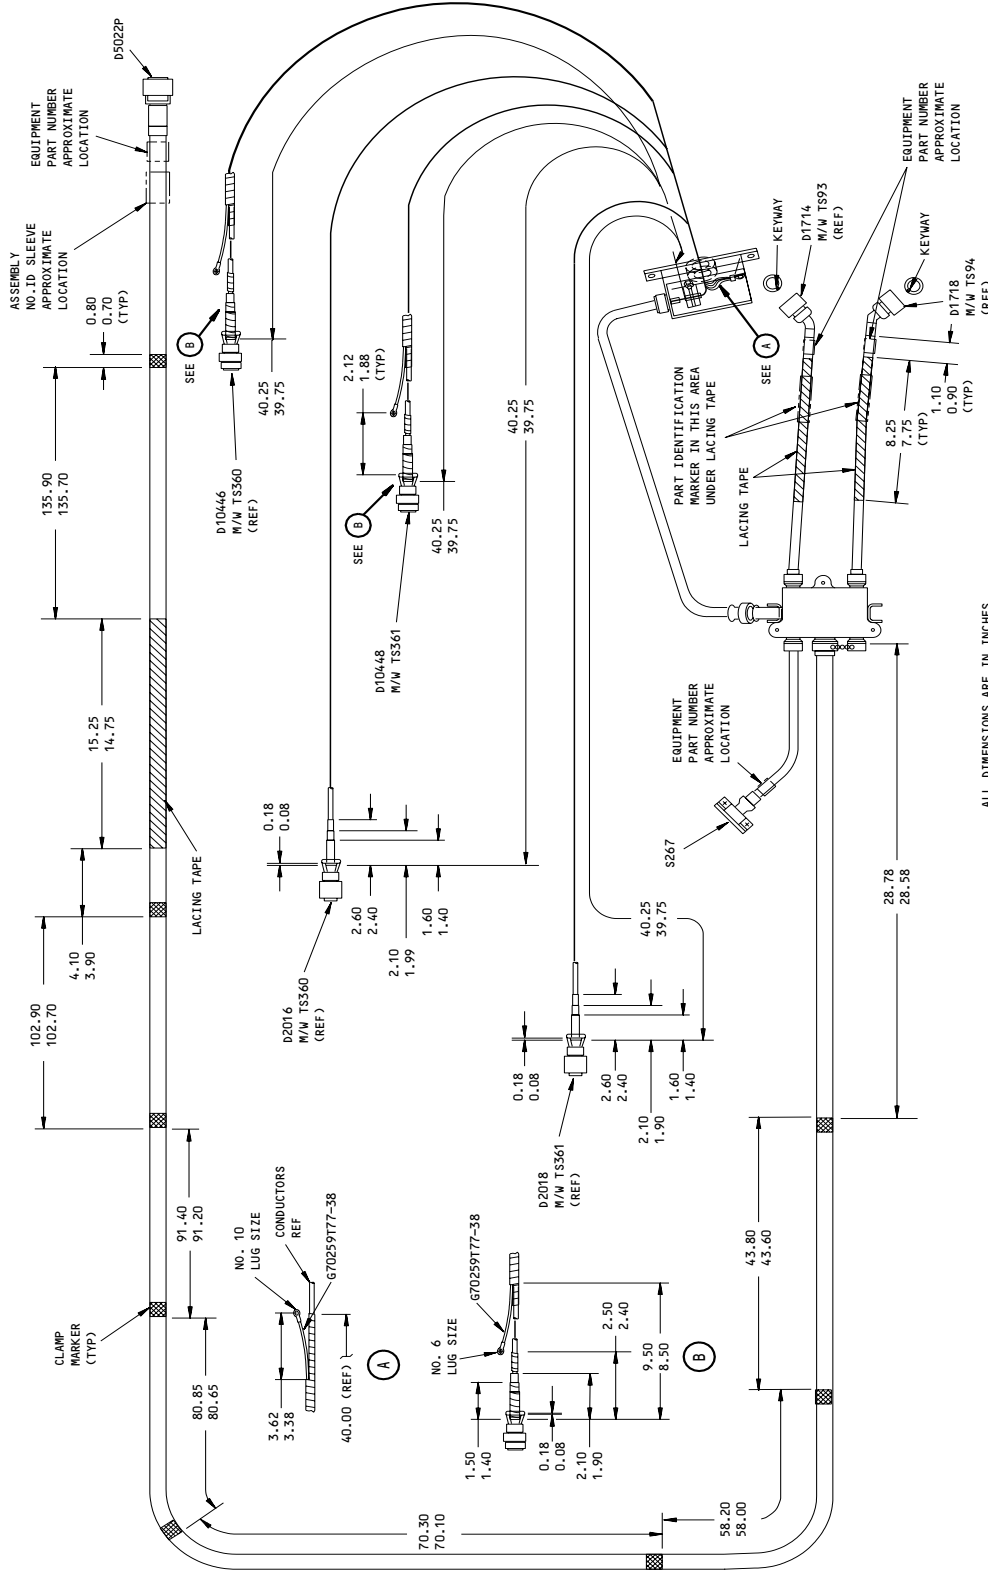 ASSEMBLY
NO.ID SLEEVE
APPROXIMATE
LOCATION
EQUIPMENT
PART NUMBER
APPROXIMATE
LOCATION
D5022P
0.80
0.70
(TYP)
135.90
135.70
15.25
14.75
LACING TAPE
4.10
3.90
102.90
102.70
91.40
91.20
CLAMP
MARKER
(TYP)
80.85
80.65
70.30
70.10
58.20
58.00
43.80
43.60
28.78
28.58
SEE B
D10446
M/W TS360
(REF)
40.25
39.75
2.12
1.88
(TYP)
SEE B
D10448
M/W TS361
40.25
39.75
40.25
39.75
0.18
0.08
D2016
M/W TS360
(REF)
2.60
2.40
2.10
1.99
1.60
1.40
40.25
39.75
0.18
0.08
D2018
M/W TS361
(REF)
2.60
2.40
2.10
1.90
1.60
1.40
NO. 10
LUG SIZE
CONDUCTORS
REF
G70259T77-38
3.62
3.38
40.00 (REF)
A
NO. 6
LUG SIZE
G70259T77-38
1.50
1.40
0.18
0.08
2.10
1.90
2.50
2.40
9.50
8.50
B
SEE A
KEYWAY
D1714
M/W TS93
(REF)
EQUIPMENT
PART NUMBER
APPROXIMATE
LOCATION
KEYWAY
D1718
M/W TS94
(REF)
1.10
0.90
(TYP)
8.25
7.75
(TYP)
PART IDENTIFICATION
MARKER IN THIS AREA
UNDER LACING TAPE
LACING TAPE
EQUIPMENT
PART NUMBER
APPROXIMATE
LOCATION
S267
ALL DIMENSIONS ARE IN INCHES